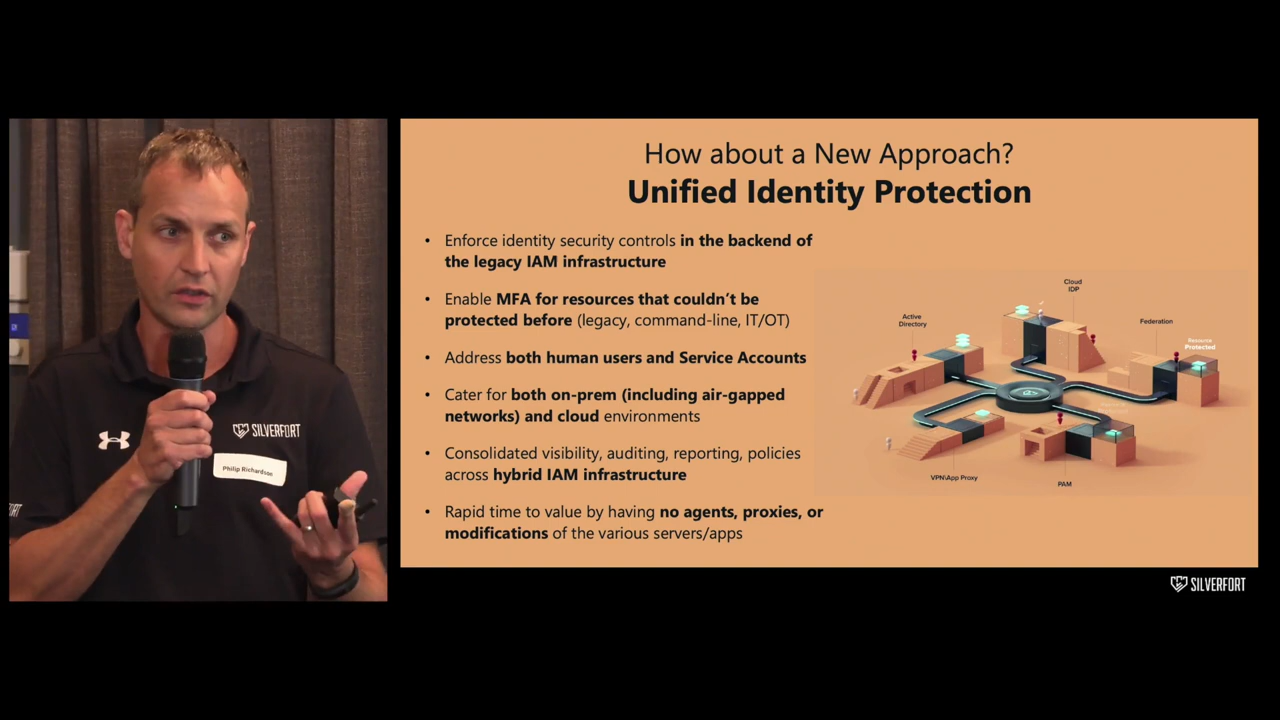 SILVERFORT
Philip Richardson
How about a New Approach?
Unified Identity Protection
• Enforce identity security controls in the backend of
the legacy IAM infrastructure
• Enable MFA for resources that couldn't be
protected before (legacy, command-line, IT/OT)
• Address both human users and Service Accounts
• Cater for both on-prem (including air-gapped
networks) and cloud environments
• Consolidated visibility, auditing, reporting, policies
across hybrid IAM infrastructure
• Rapid time to value by having no agents, proxies, or
modifications of the various servers/apps
Cloud
IDP
Active
Directory
Federation
Resource
Protected
VPN\App Proxy
PAM
SILVERFORT